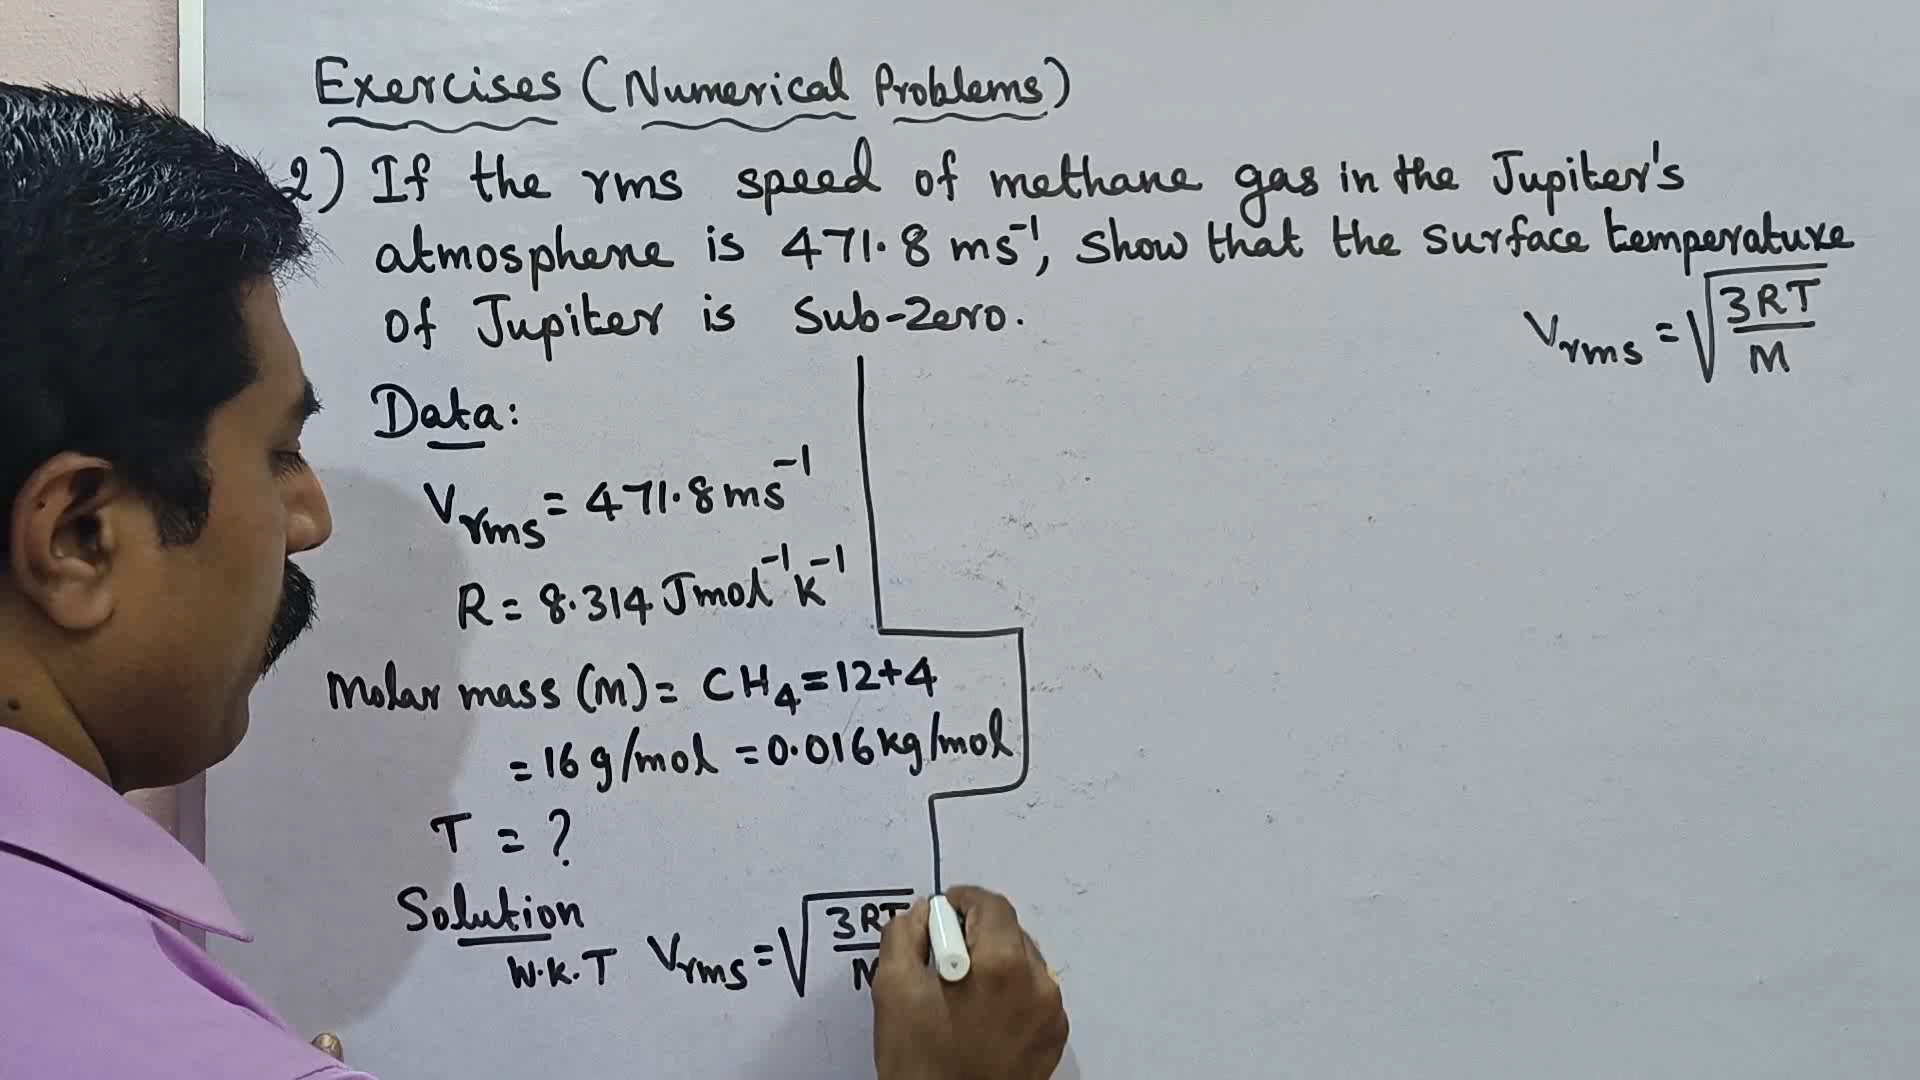 Exercises (Numerical Problems)
2) If the rms speed of methane gas in the Jupiter's
atmosphere is 471.8 ms⁻¹, show that the surface temperature
of Jupiter is sub-zero.
Vrms = √(3RT/M)
Data:
Vrms = 471.8 ms⁻¹
R = 8.314 Jmol⁻¹K⁻¹
Molar mass (M) = CH₄ = 12+4
= 16 g/mol = 0.016 kg/mol
T = ?
Solution
W.K.T Vrms = √(3RT/M)